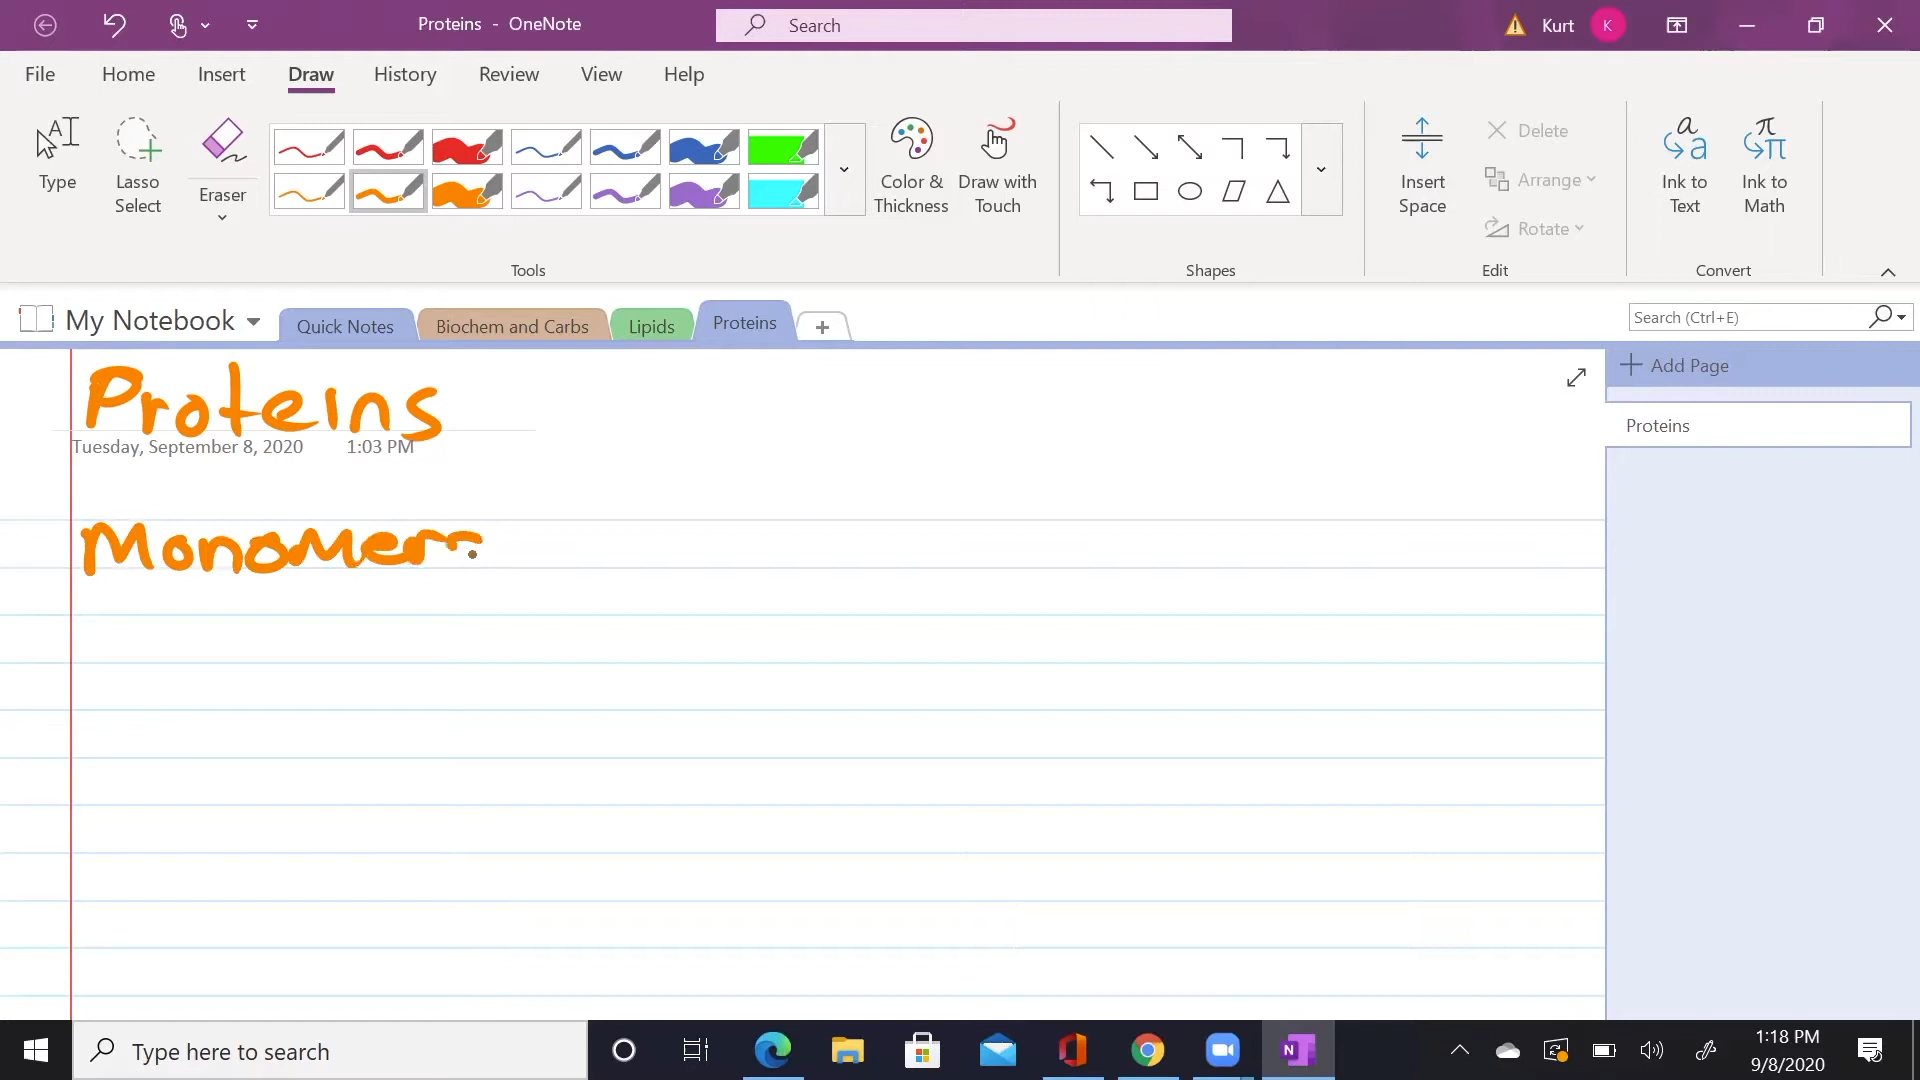 Proteins - OneNote
Search
Kurt
K
File Home Insert Draw History Review View Help
Type
Lasso Select
Eraser
Color & Thickness
Draw with Touch
Tools
Shapes
Insert Space
Delete
Arrange
Rotate
Edit
a
a
Ink to Text
π
π
Ink to Math
Convert
My Notebook
Quick Notes
Biochem and Carbs
Lipids
Proteins
Search (Ctrl+E)
Add Page
Proteins
Proteins
Tuesday, September 8, 2020 1:03 PM
Monomer
Type here to search
N
1:18 PM
9/8/2020